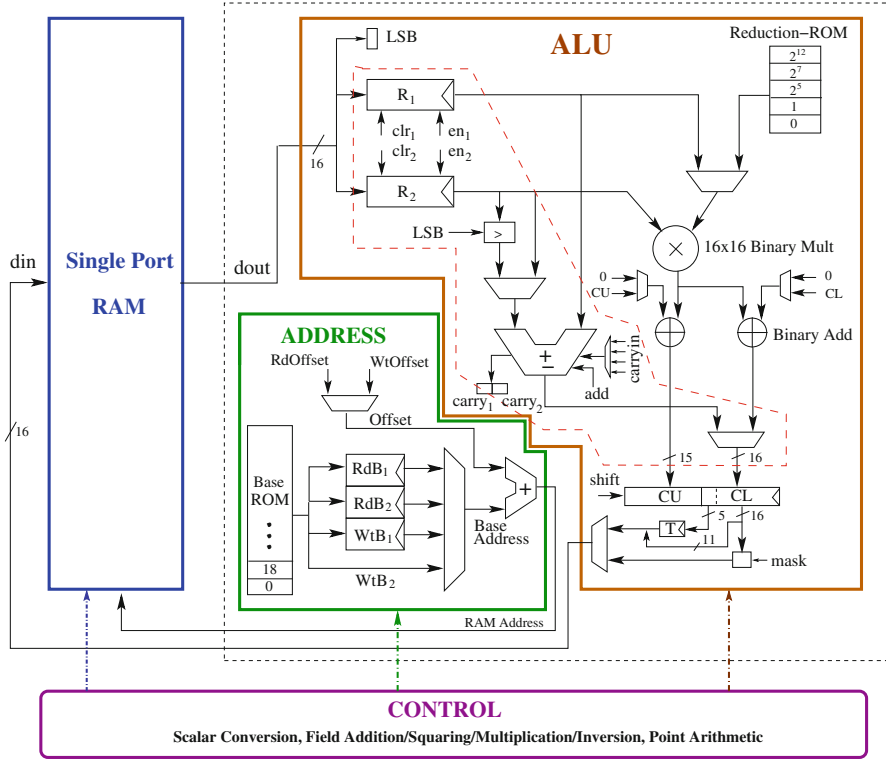 ALU
LSB
Reduction−ROM
2^12
2^7
2^5
1
0
R1
clr1 en1
clr2 en2
R2
16
LSB
>
×
16x16 Binary Mult
din
Single Port
RAM
dout
0
CU
0
CL
Binary Add
ADDRESS
RdOffset
WtOffset
+
−
carryin
add
carry1
carry2
Offset
16
15
16
Base
ROM
18
0
RdB1
RdB2
WtB1
WtB2
+
Base
Address
shift
CU
CL
5
16
T
11
mask
RAM Address
CONTROL
Scalar Conversion, Field Addition/Squaring/Multiplication/Inversion, Point Arithmetic